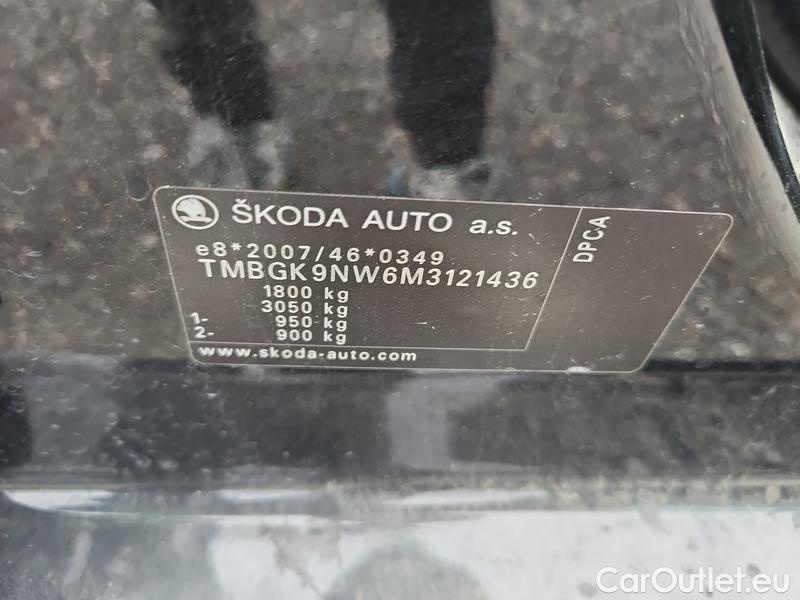 ŠKODA AUTO a.s.
e8*2007/46*0349
TMBGK9NW6M3121436
1800 kg
3050 kg
1- 950 kg
2- 900 kg
www.skoda-auto.com
DPCA
CarOutlet.eu